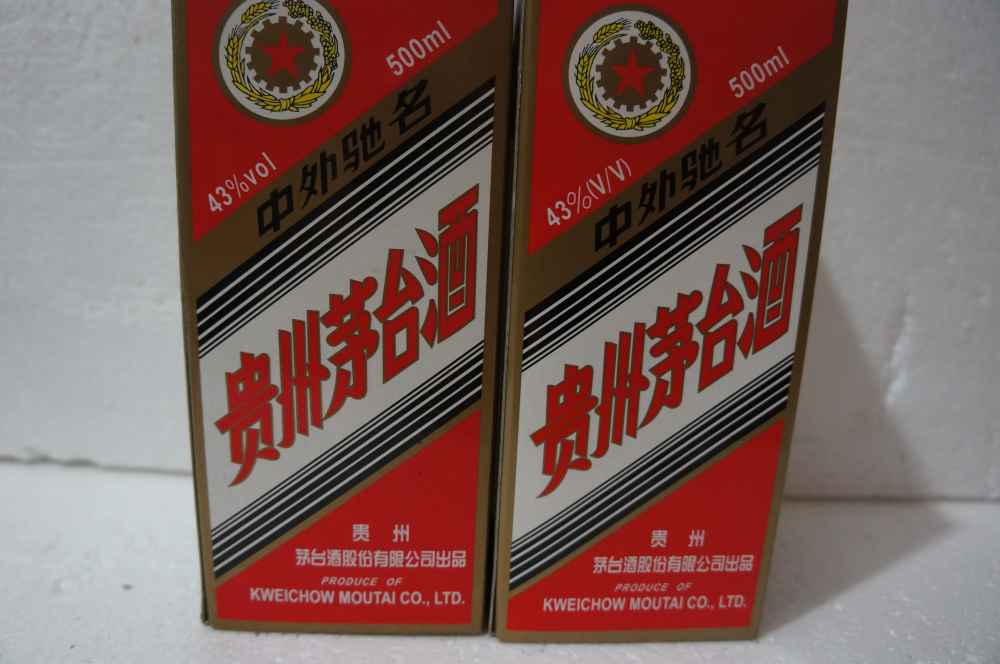 500ml
43%vol
中外驰名
贵州茅台酒
贵州
茅台酒股份有限公司出品
PRODUCE OF
KWEICHOW MOUTAI CO., LTD.
500ml
43%(V/V)
中外驰名
贵州茅台酒
贵州
茅台酒股份有限公司出品
PRODUCE OF
KWEICHOW MOUTAI CO., LTD.